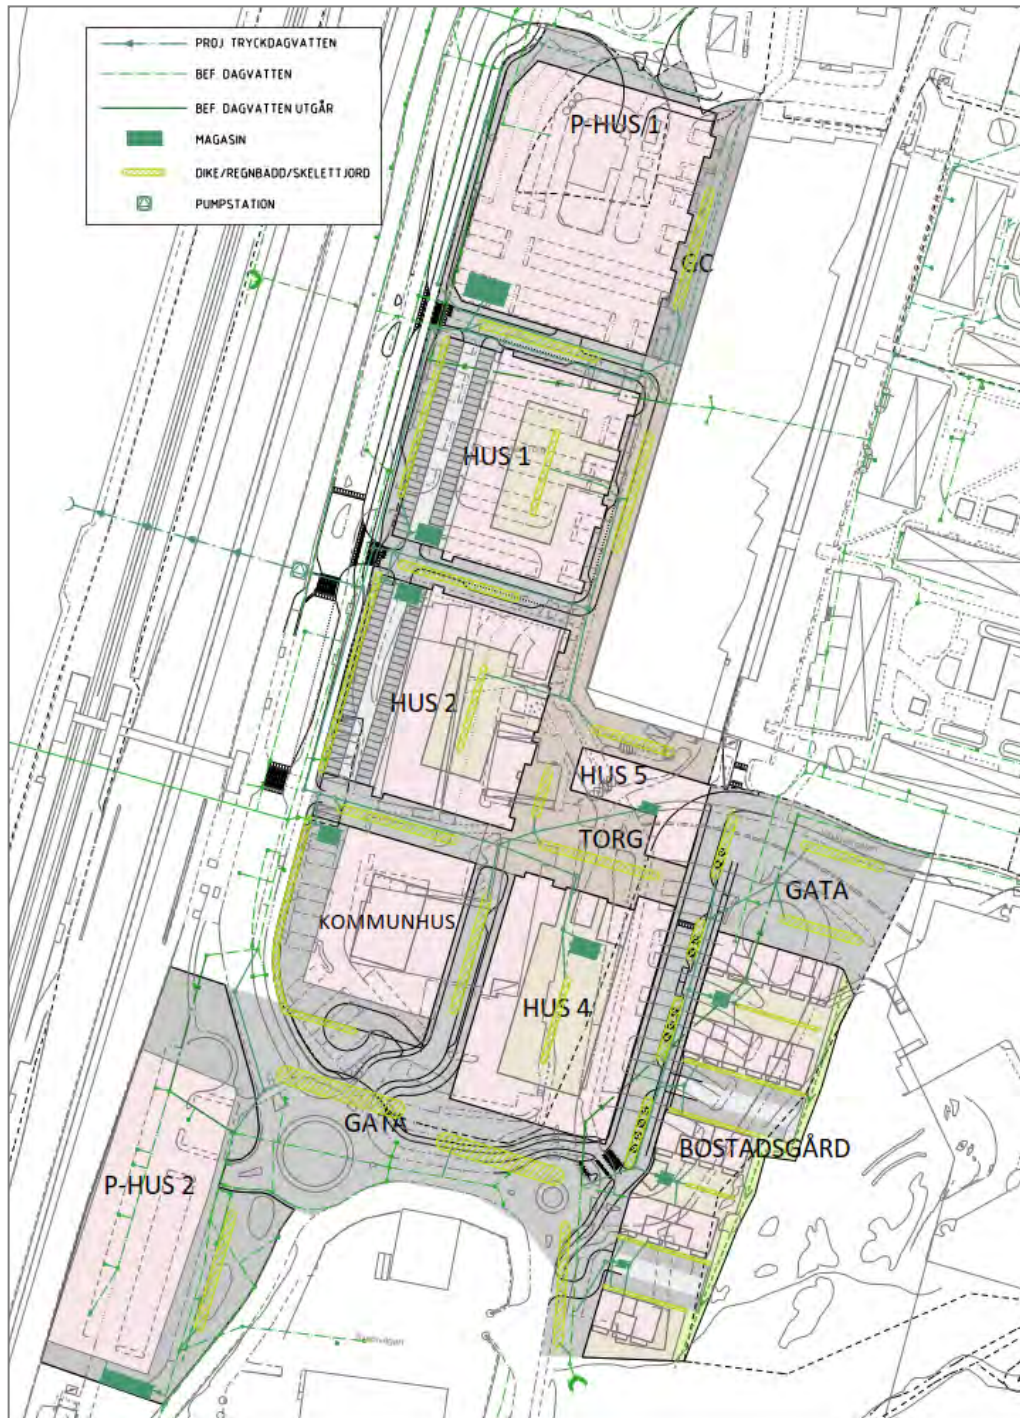 PROJ TRYCKDAGVATTEN
BEF. DAGVATTEN
BEF. DAGVATTEN UTGÅR
MAGASIN
DIKE/REGNBÄDD/SKELETTJORD
PUMPSTATION
P-HUS 1
GC
HUS 1
HUS 2
HUS 5
TORG
GATA
KOMMUNHUS
HUS 4
GATA
BOSTADSGÅRD
P-HUS 2